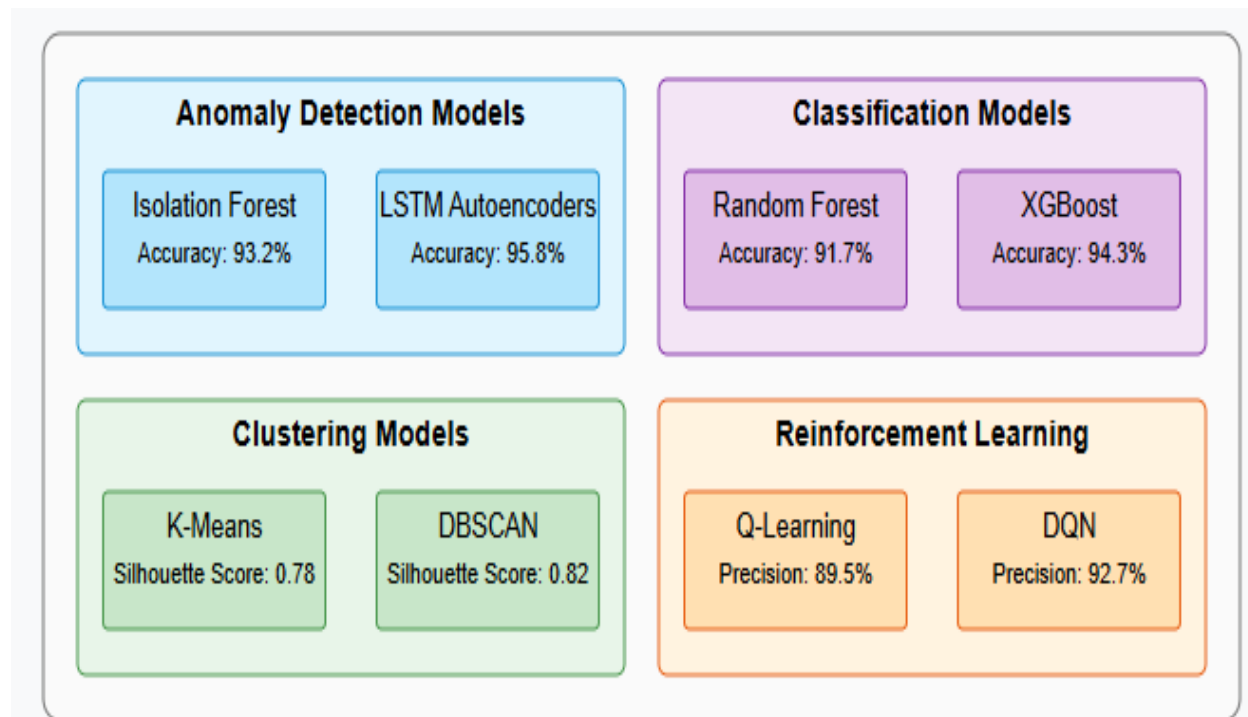 Anomaly Detection Models
Isolation Forest
Accuracy: 93.2%
LSTM Autoencoders
Accuracy: 95.8%
Classification Models
Random Forest
Accuracy: 91.7%
XGBoost
Accuracy: 94.3%
Clustering Models
K-Means
Silhouette Score: 0.78
DBSCAN
Silhouette Score: 0.82
Reinforcement Learning
Q-Learning
Precision: 89.5%
DQN
Precision: 92.7%